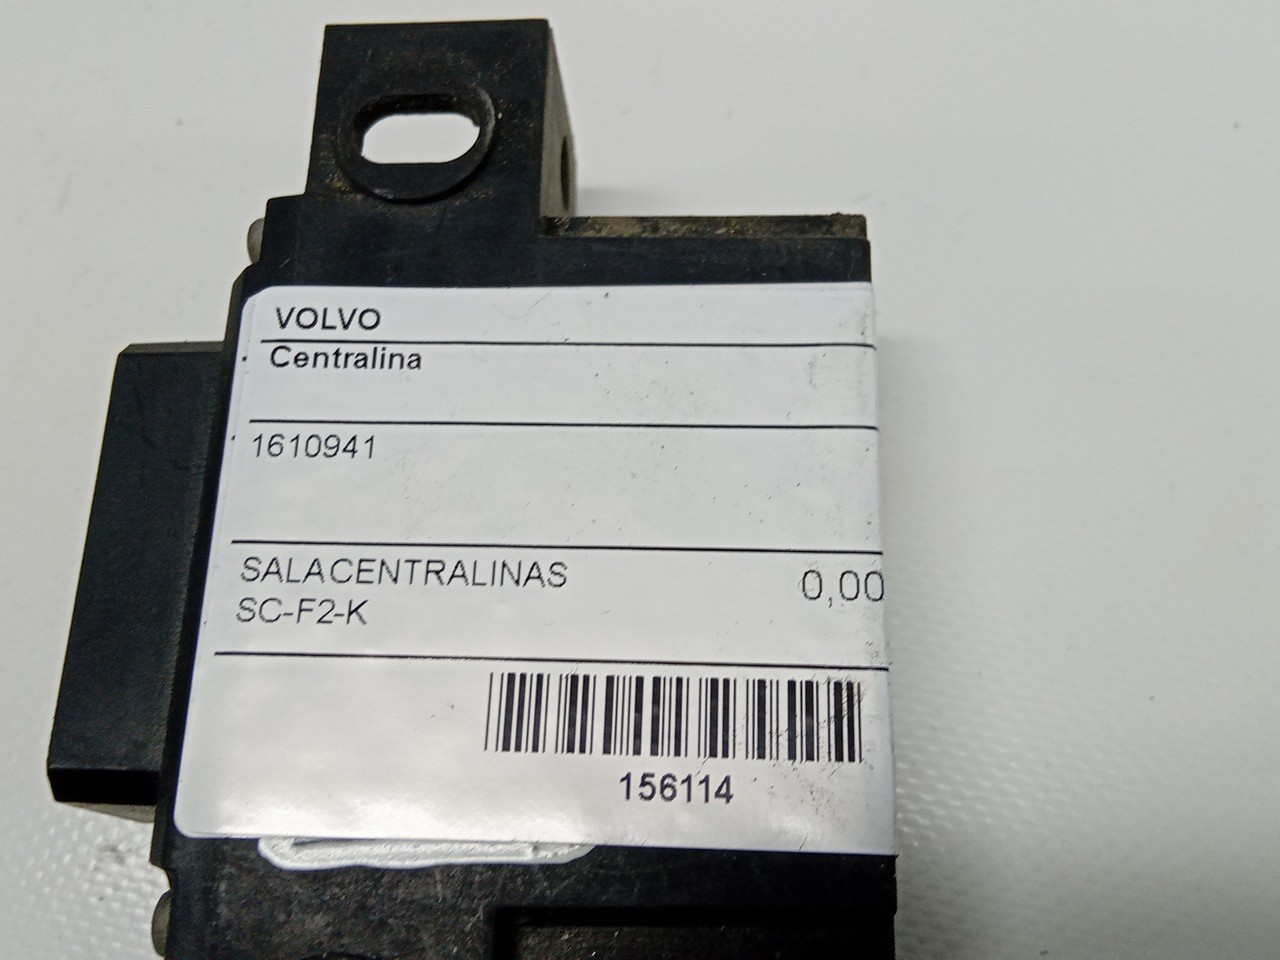 VOLVO
Centralina
1610941
SALACENTRALINAS 0,00
SC-F2-K
156114